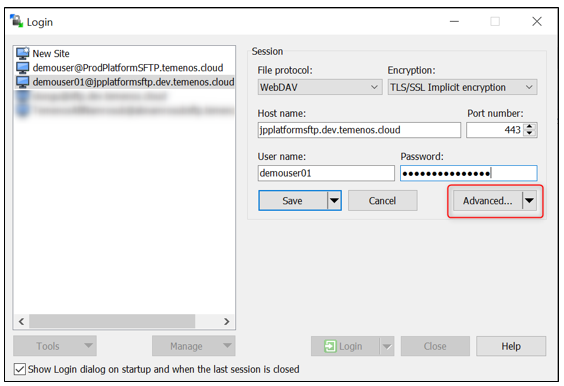 Login
New Site
demouser@ProdPlatformSFTP.temenos.cloud
demouser01@jpplatformsftp.dev.temenos.cloud
Session
File protocol: Encryption:
WebDAV TLS/SSL Implicit encryption
Host name: Port number:
jpplatformsftp.dev.temenos.cloud 443
User name: Password:
demouser01 ●●●●●●●●●●●●●●●
Save Cancel Advanced...
Tools Manage Login Close Help
Show Login dialog on startup and when the last session is closed